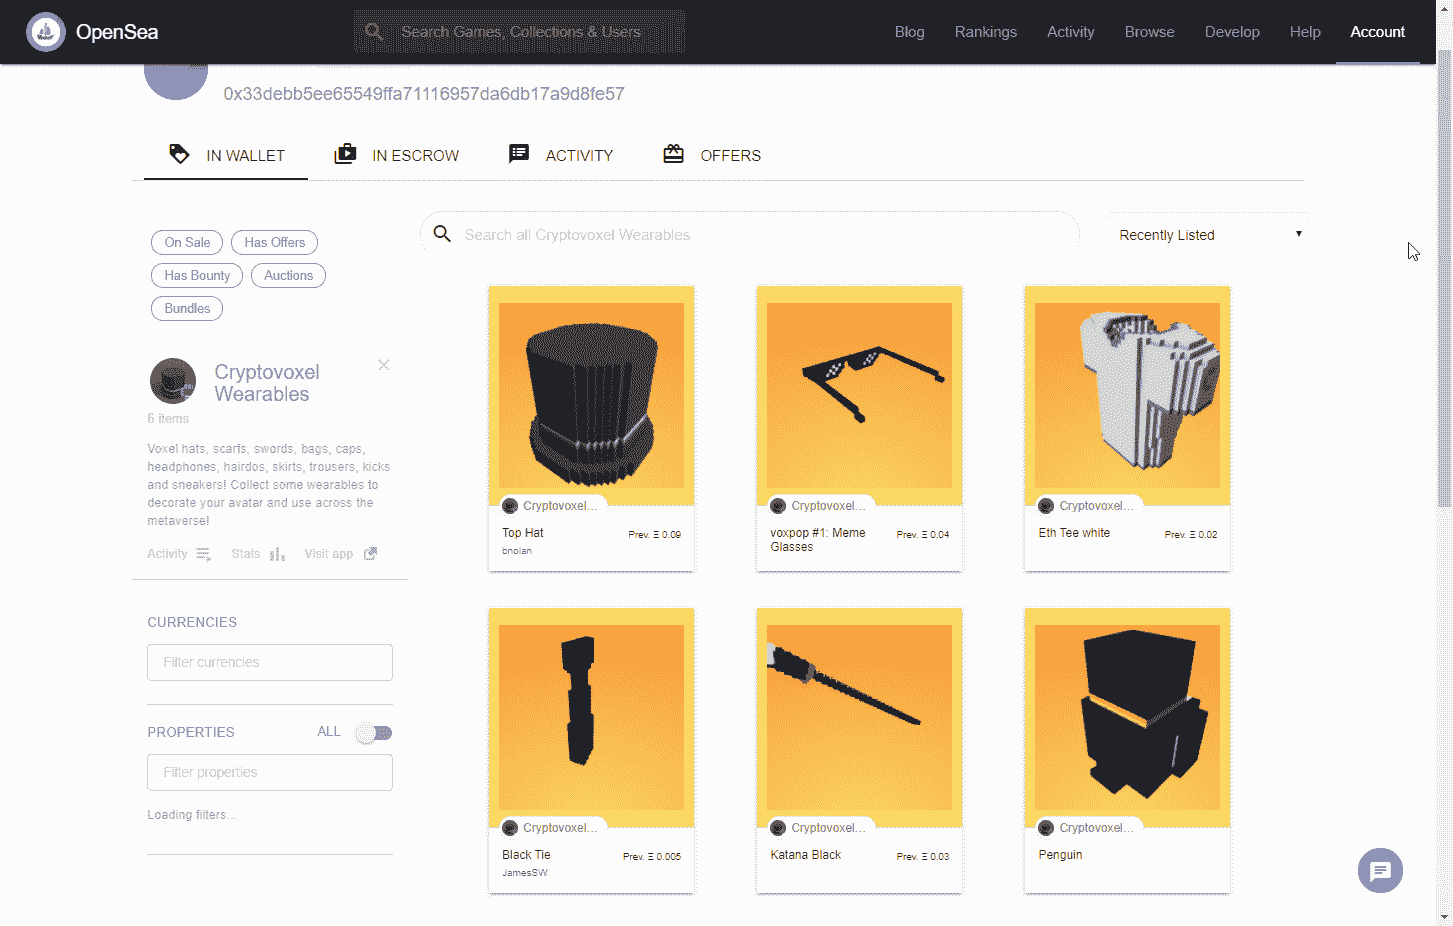 OpenSea
Search Games, Collections & Users
Blog
Rankings
Activity
Browse
Develop
Help
Account
0x33debb5ee65549ffa71116957da6db17a9d8fe57
IN WALLET
IN ESCROW
ACTIVITY
OFFERS
On Sale
Has Offers
Has Bounty
Auctions
Bundles
Search all Cryptovoxel Wearables
Recently Listed
Cryptovoxel
Wearables
6 items
Voxel hats, scarfs, swords, bags, caps,
headphones, hairdos, skirts, trousers, kicks
and sneakers! Collect some wearables to
decorate your avatar and use across the
metaverse!
Activity
Stats
Visit app
CURRENCIES
Filter currencies
PROPERTIES
ALL
Filter properties
Loading filters...
Cryptovoxel...
Top Hat
Prev. Ξ 0.09
bnolan
Cryptovoxel...
voxpop #1: Meme
Glasses
Prev. Ξ 0.04
Cryptovoxel...
Eth Tee white
Prev. Ξ 0.02
Cryptovoxel...
Black Tie
Prev. Ξ 0.005
JamesSW
Cryptovoxel...
Katana Black
Prev. Ξ 0.03
Cryptovoxel...
Penguin